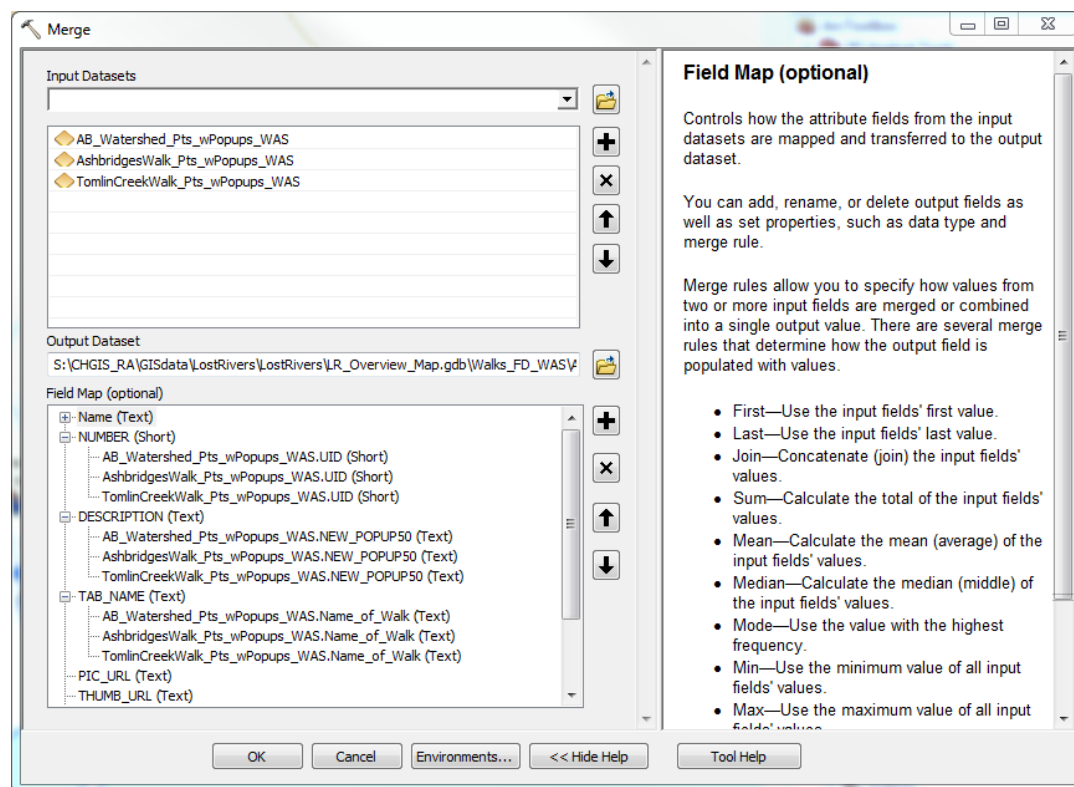 Merge
Input Datasets
AB_Watershed_Pts_wPopups_WAS
AshbridgesWalk_Pts_wPopups_WAS
TomlinCreekWalk_Pts_wPopups_WAS
Output Dataset
S:\CHGIS_RA\GISdata\LostRivers\LostRivers\LR_Overview_Map.gdb\Walks_FD_WAS\
Field Map (optional)
Name (Text)
NUMBER (Short)
AB_Watershed_Pts_wPopups_WAS.UID (Short)
AshbridgesWalk_Pts_wPopups_WAS.UID (Short)
TomlinCreekWalk_Pts_wPopups_WAS.UID (Short)
DESCRIPTION (Text)
AB_Watershed_Pts_wPopups_WAS.NEW_POPUP50 (Text)
AshbridgesWalk_Pts_wPopups_WAS.NEW_POPUP50 (Text)
TomlinCreekWalk_Pts_wPopups_WAS.NEW_POPUP50 (Text)
TAB_NAME (Text)
AB_Watershed_Pts_wPopups_WAS.Name_of_Walk (Text)
AshbridgesWalk_Pts_wPopups_WAS.Name_of_Walk (Text)
TomlinCreekWalk_Pts_wPopups_WAS.Name_of_Walk (Text)
PIC_URL (Text)
THUMB_URL (Text)
Field Map (optional)
Controls how the attribute fields from the input
datasets are mapped and transferred to the output
dataset.
You can add, rename, or delete output fields as
well as set properties, such as data type and
merge rule.
Merge rules allow you to specify how values from
two or more input fields are merged or combined
into a single output value. There are several merge
rules that determine how the output field is
populated with values.
• First—Use the input fields' first value.
• Last—Use the input fields' last value.
• Join—Concatenate (join) the input fields'
values.
• Sum—Calculate the total of the input fields'
values.
• Mean—Calculate the mean (average) of the
input fields' values.
• Median—Calculate the median (middle) of
the input fields' values.
• Mode—Use the value with the highest
frequency.
• Min—Use the minimum value of all input
fields' values.
• Max—Use the maximum value of all input
fields' values.
OK
Cancel
Environments...
<< Hide Help
Tool Help